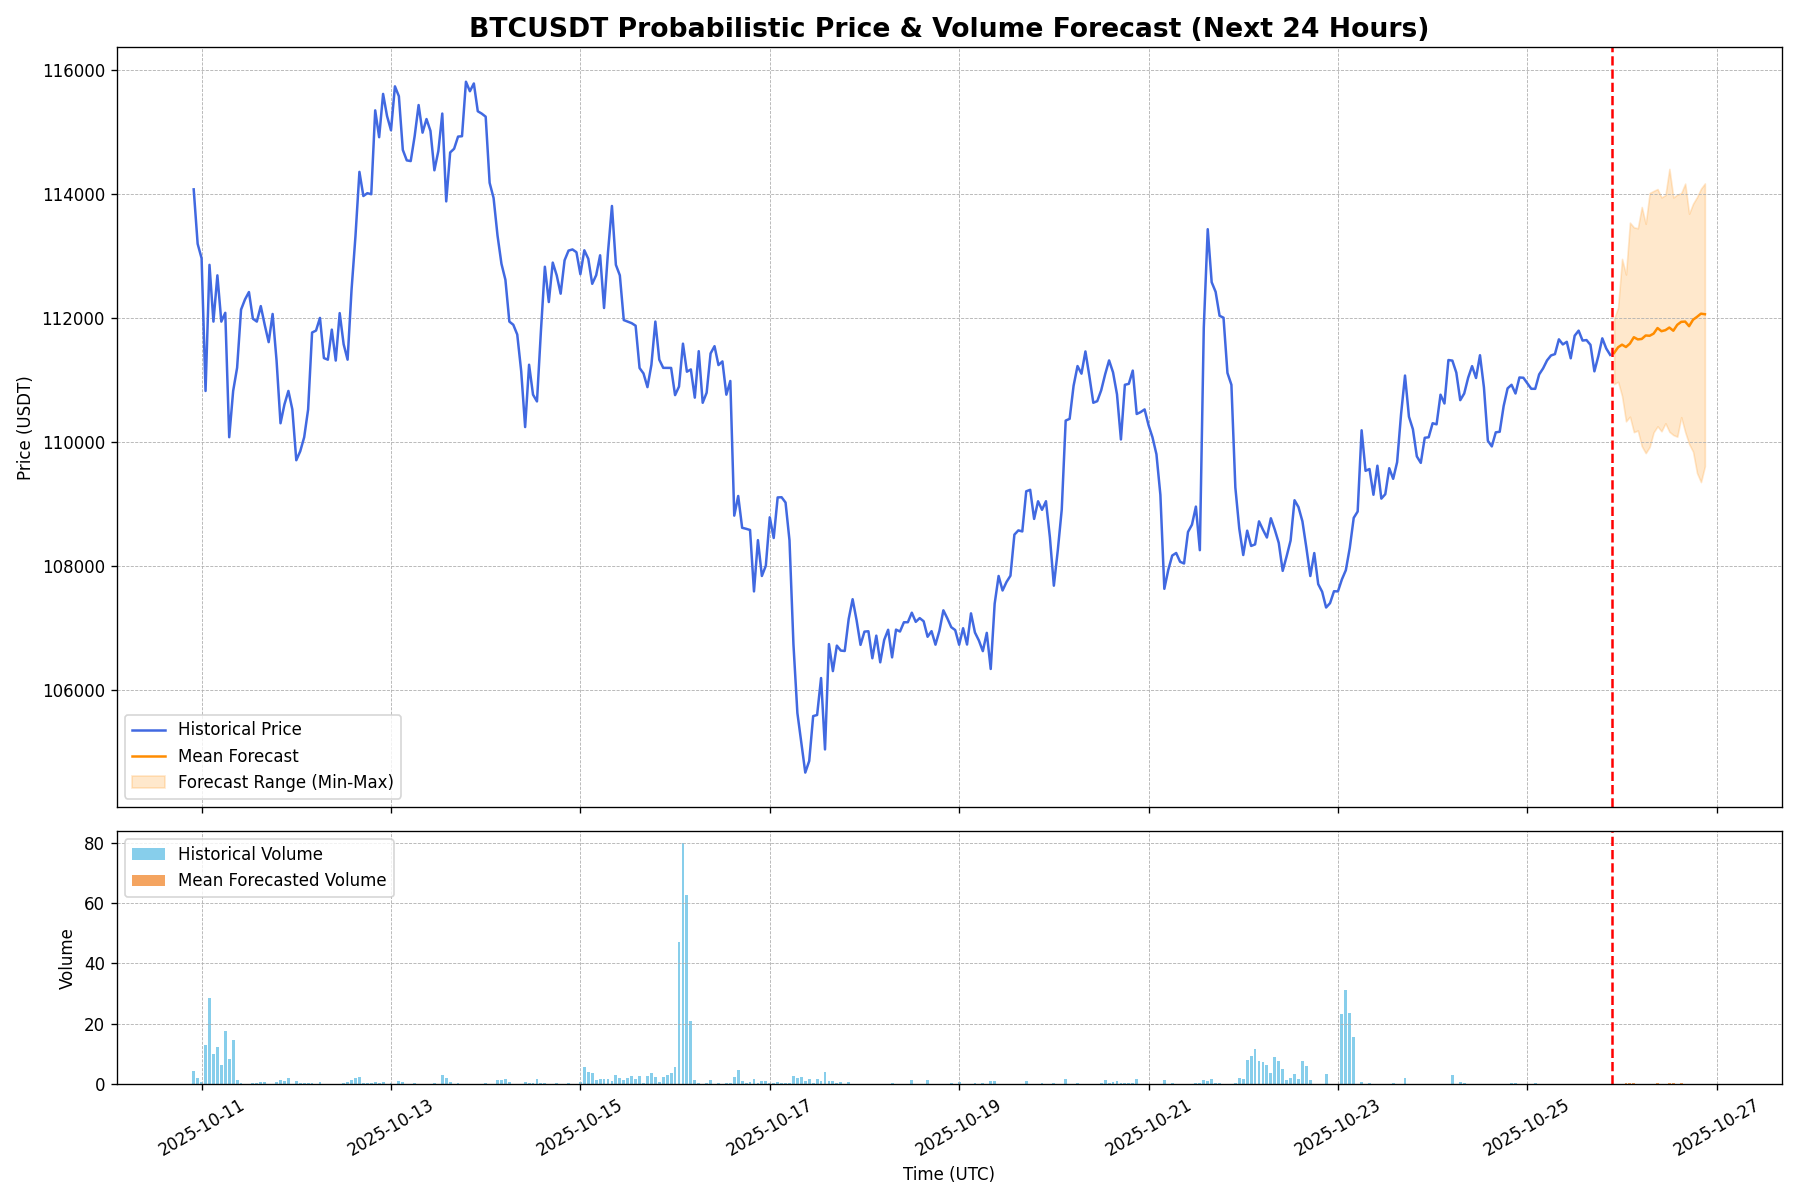 BTCUSDT Probabilistic Price & Volume Forecast (Next 24 Hours)
116000
114000
112000
110000
108000
106000
Price (USDT)
Historical Price
Mean Forecast
Forecast Range (Min-Max)
80
60
40
20
0
Volume
Historical Volume
Mean Forecasted Volume
2025-10-11
2025-10-13
2025-10-15
2025-10-17
2025-10-19
2025-10-21
2025-10-23
2025-10-25
2025-10-27
Time (UTC)